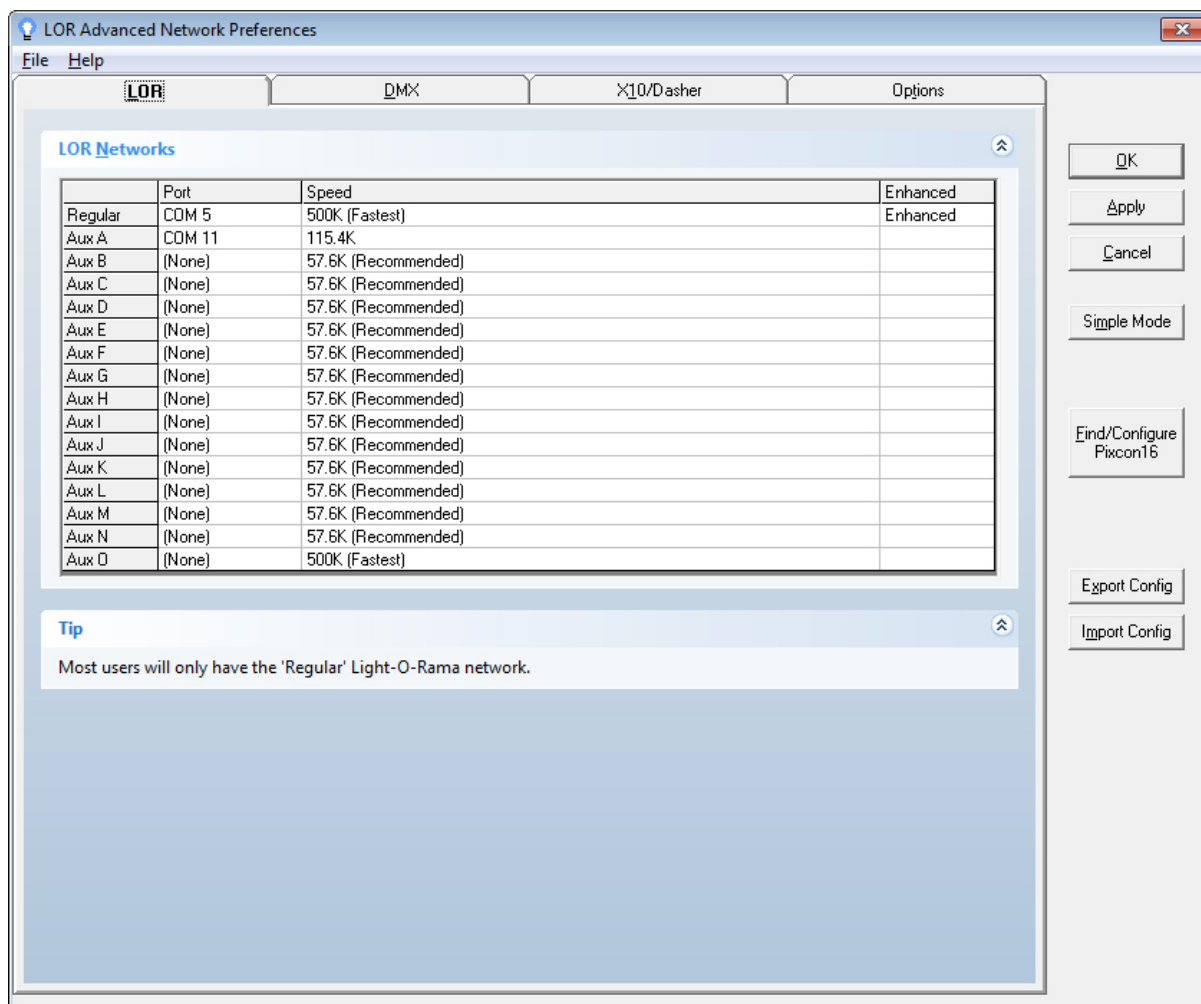 LOR Advanced Network Preferences
File Help
LOR DMX X10/Dasher Options
LOR Networks
Port Speed Enhanced
Regular COM 5 500K (Fastest) Enhanced
Aux A COM 11 115.4K
Aux B (None) 57.6K (Recommended)
Aux C (None) 57.6K (Recommended)
Aux D (None) 57.6K (Recommended)
Aux E (None) 57.6K (Recommended)
Aux F (None) 57.6K (Recommended)
Aux G (None) 57.6K (Recommended)
Aux H (None) 57.6K (Recommended)
Aux I (None) 57.6K (Recommended)
Aux J (None) 57.6K (Recommended)
Aux K (None) 57.6K (Recommended)
Aux L (None) 57.6K (Recommended)
Aux M (None) 57.6K (Recommended)
Aux N (None) 57.6K (Recommended)
Aux O (None) 500K (Fastest)
Tip
Most users will only have the 'Regular' Light-O-Rama network.
OK
Apply
Cancel
Simple Mode
Find/Configure
Pixcon16
Export Config
Import Config